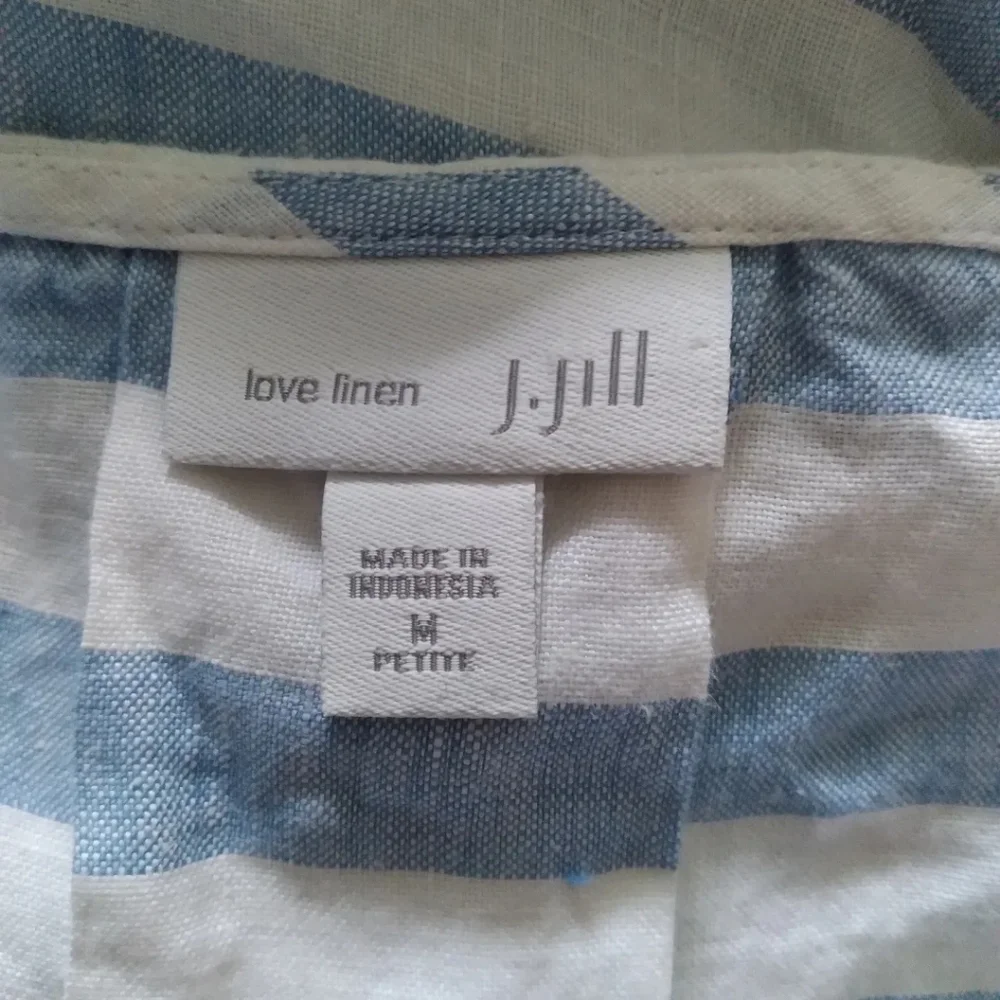 love linen J.Jill
MADE IN
INDONESIA
M
PETITE